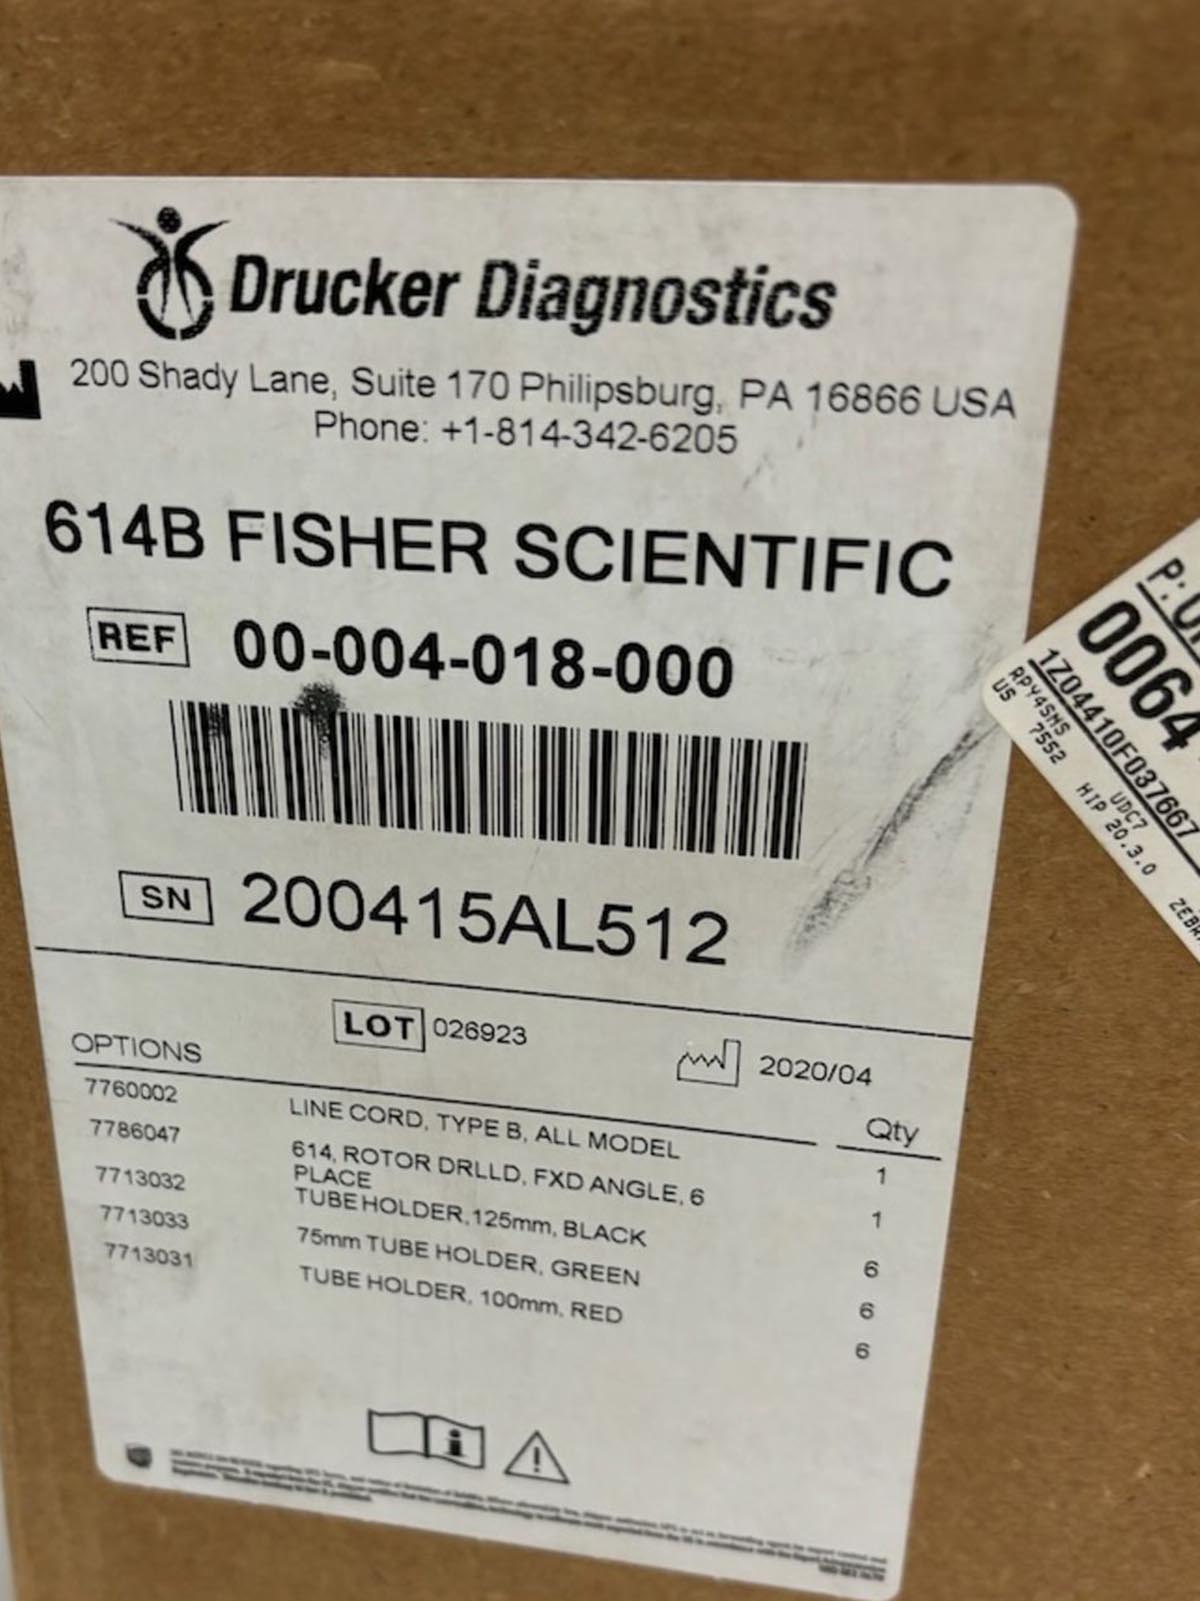 Drucker Diagnostics
200 Shady Lane, Suite 170 Philipsburg, PA 16866 USA
Phone: +1-814-342-6205
614B FISHER SCIENTIFIC
REF 00-004-018-000
SN 200415AL512
LOT 026923
2020/04
OPTIONS Qty
7760002 LINE CORD, TYPE B, ALL MODEL 1
7786047 614, ROTOR DRLLD, FXD ANGLE, 6 1
PLACE
7713032 TUBE HOLDER, 125mm, BLACK 6
7713033 75mm TUBE HOLDER, GREEN 6
7713031 TUBE HOLDER, 100mm, RED 6
P:
0064
1Z04410F037667
RPY4SMS UDC7
US 7552 HIP 20.3.0